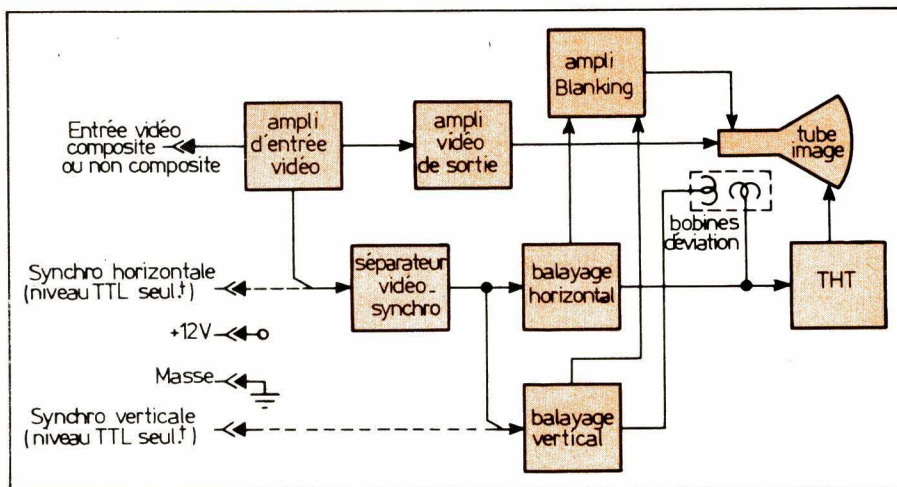 ampli
Blanking
Entrée vidéo
composite
ou non composite
ampli
d'entrée
vidéo
ampli
vidéo
de sortie
tube
image
bobines
déviation
Synchro horizontale
(niveau TTL seul.t)
séparateur
vidéo_
synchro
balayage
horizontal
THT
+12V
Masse
Synchro verticale
(niveau TTL seul.t)
balayage
vertical